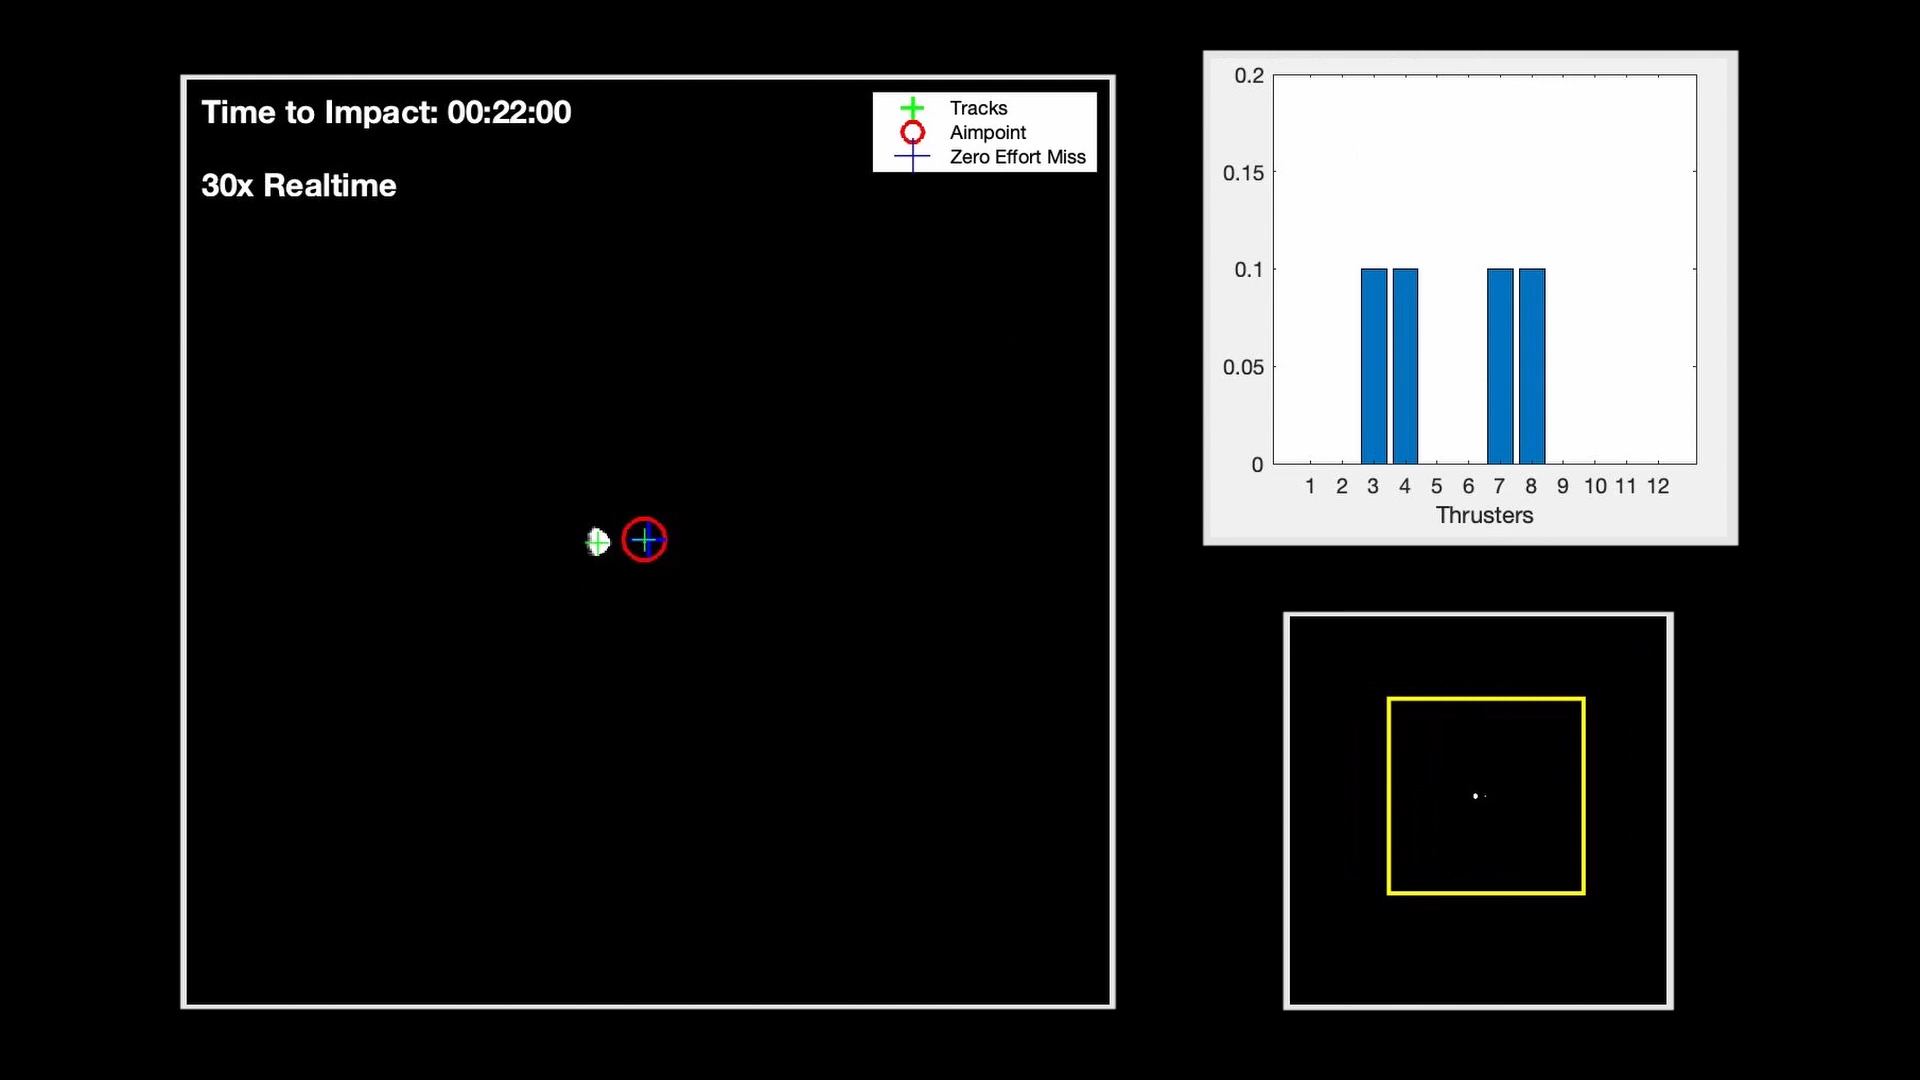 Time to Impact: 00:22:00
30x Realtime
Tracks
Aimpoint
Zero Effort Miss
0.2
0.15
0.1
0.05
0
1 2 3 4 5 6 7 8 9 10 11 12
Thrusters